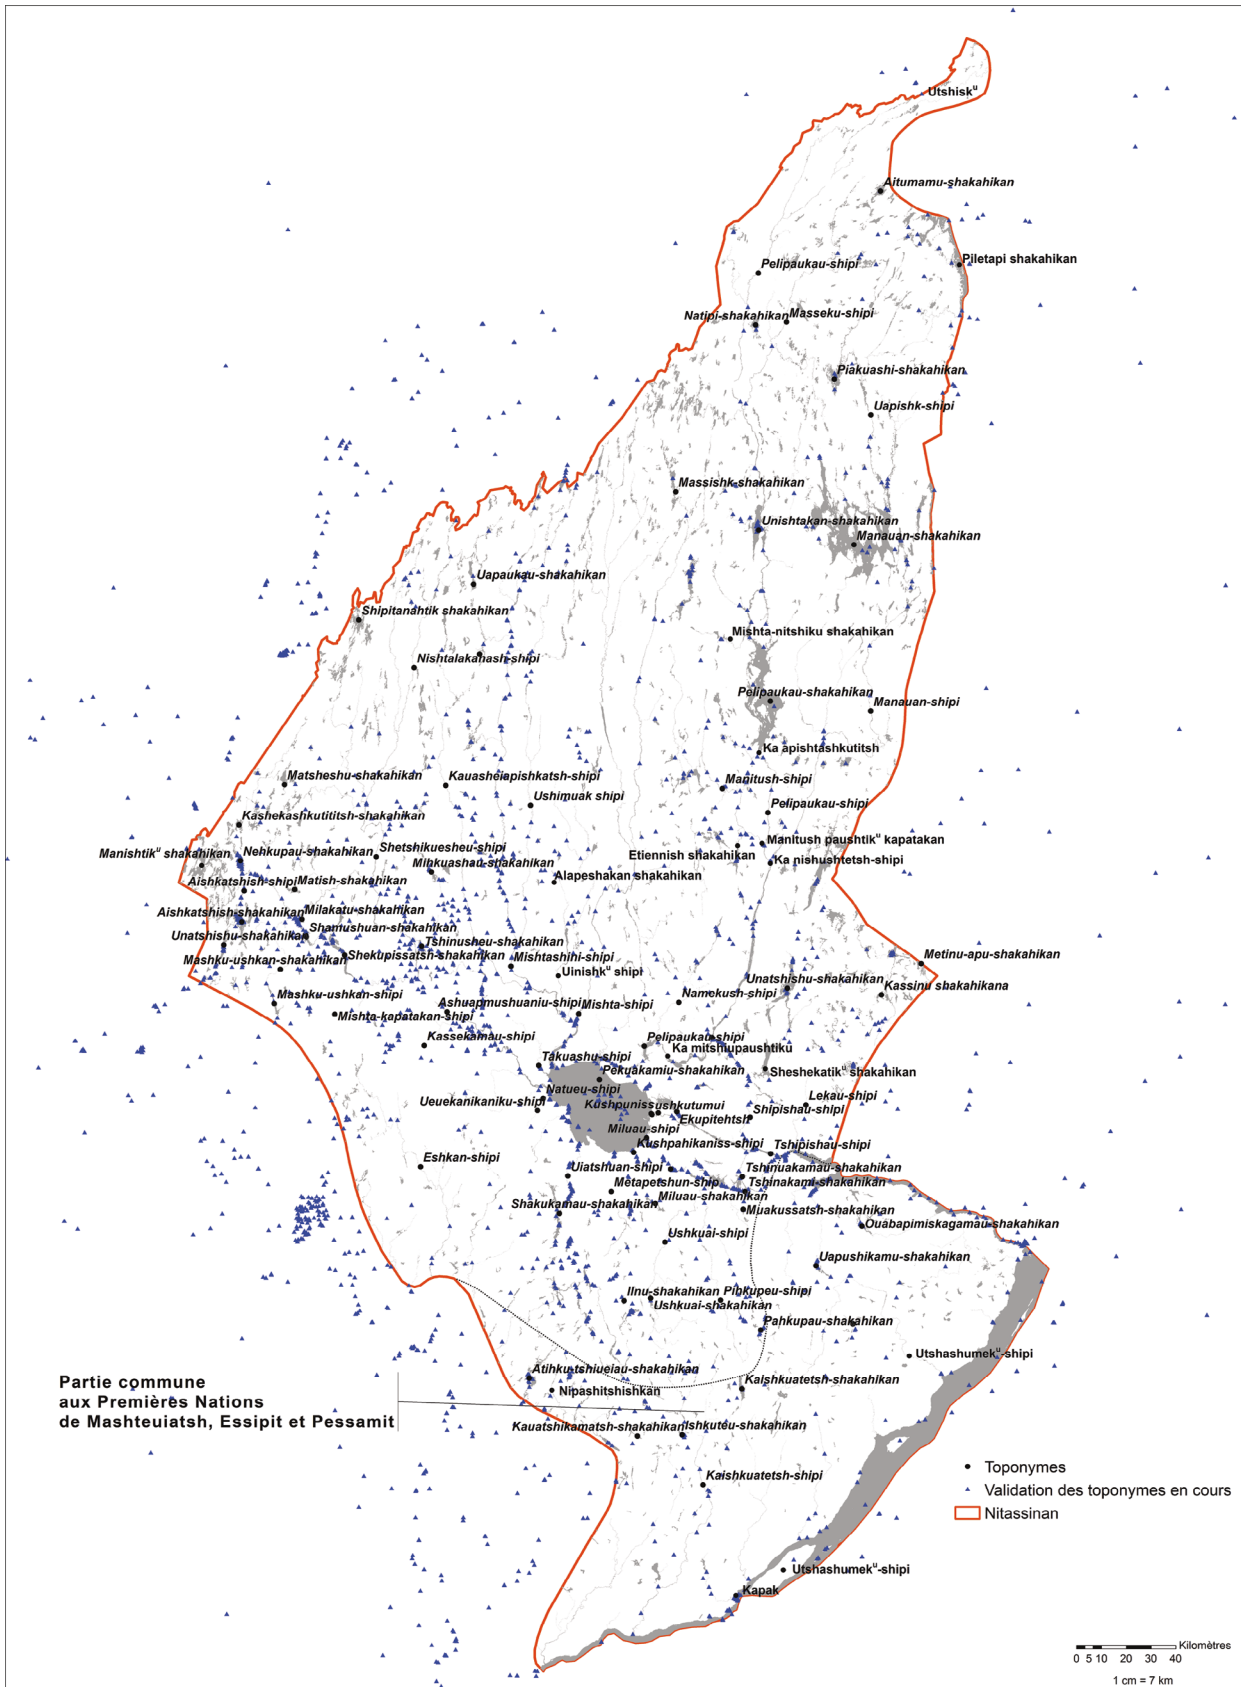 Utshiskᵘ
Aitumamu-shakahikan
Piletapi shakahikan
Pelipaukau-shipi
Natipi-shakahikan
Masseku-shipi
Piakuashi-shakahikan
Uapishk-shipi
Massishk-shakahikan
Unishtakan-shakahikan
Manauan-shakahikan
Uapaukau-shakahikan
Shipitanahtik shakahikan
Mishta-nitshiku shakahikan
Nishtalakahash-shipi
Pelipaukau-shakahikan
Manauan-shipi
Ka apishtashkutitsh
Matsheshu-shakahikan
Kauasheiapishkatsh-shipi
Manitush-shipi
Ushimuak shipi
Pelipaukau-shipi
Kashekashkutititsh-shakahikan
Manitush paushtikᵘ kapatakan
Etiennish shakahikan
Manishtikᵘ shakahikan
Nehkupau-shakahikan
Shetshikuesheu-shipi
Mihkuashau-shakahikan
Ka nishushtetsh-shipi
Alapeshakan shakahikan
Aishkatshish-shipi
Matish-shakahikan
Aishkatshish-shakahikan
Milakatu-shakahikan
Shamushuan-shakahikan
Unatshishu-shakahikan
Tshinusheu-shakahikan
Mashku-ushkan-shakahikan
Shekupissatsh-shakahikan
Mishtashihi-shipi
Uinishkᵘ shipi
Metinu-apu-shakahikan
Unatshishu-shakahikan
Kassinu shakahikana
Namekush-shipi
Mashku-ushkan-shipi
Mishta-kapatakan-shipi
Ashuapmushuaniu-shipi
Mishta-shipi
Kassekamau-shipi
Pelipaukau-shipi
Ka mitshiupaushtiku
Takuashu-shipi
Pekuakamiu-shakahikan
Sheshekatikᵘ shakahikan
Natueu-shipi
Lekau-shipi
Ueuekanikaniku-shipi
Kushpunissushkutumui
Ekupitehtsh
Shipishau-shipi
Miluau-shipi
Kushpahikaniss-shipi
Tshipishau-shipi
Eshkan-shipi
Uiatshuan-shipi
Tshinuakamau-shakahikan
Metapetshun-ship
Tshinakami-shakahikan
Shakukamau-shakahikan
Miluau-shakahikan
Muakussatsh-shakahikan
Ouabapimiskagamau-shakahikan
Ushkuai-shipi
Uapushikamu-shakahikan
Ilnu-shakahikan
Pihkupeu-shipi
Ushkuai-shakahikan
Pahkupau-shakahikan
Utshashumekᵘ-shipi
Atihku-tshiueiau-shakahikan
Nipashitshishkan
Kaishkuatetsh-shakahikan
Partie commune
aux Premières Nations
de Mashteuiatsh, Essipit et Pessamit
Kauatshikamatsh-shakahikan
Ishkuteu-shakahikan
Kaishkuatetsh-shipi
Toponymes
Validation des toponymes en cours
Nitassinan
Utshashumekᵘ-shipi
Kapak
Kilomètres
0 5 10 20 30 40
1 cm = 7 km